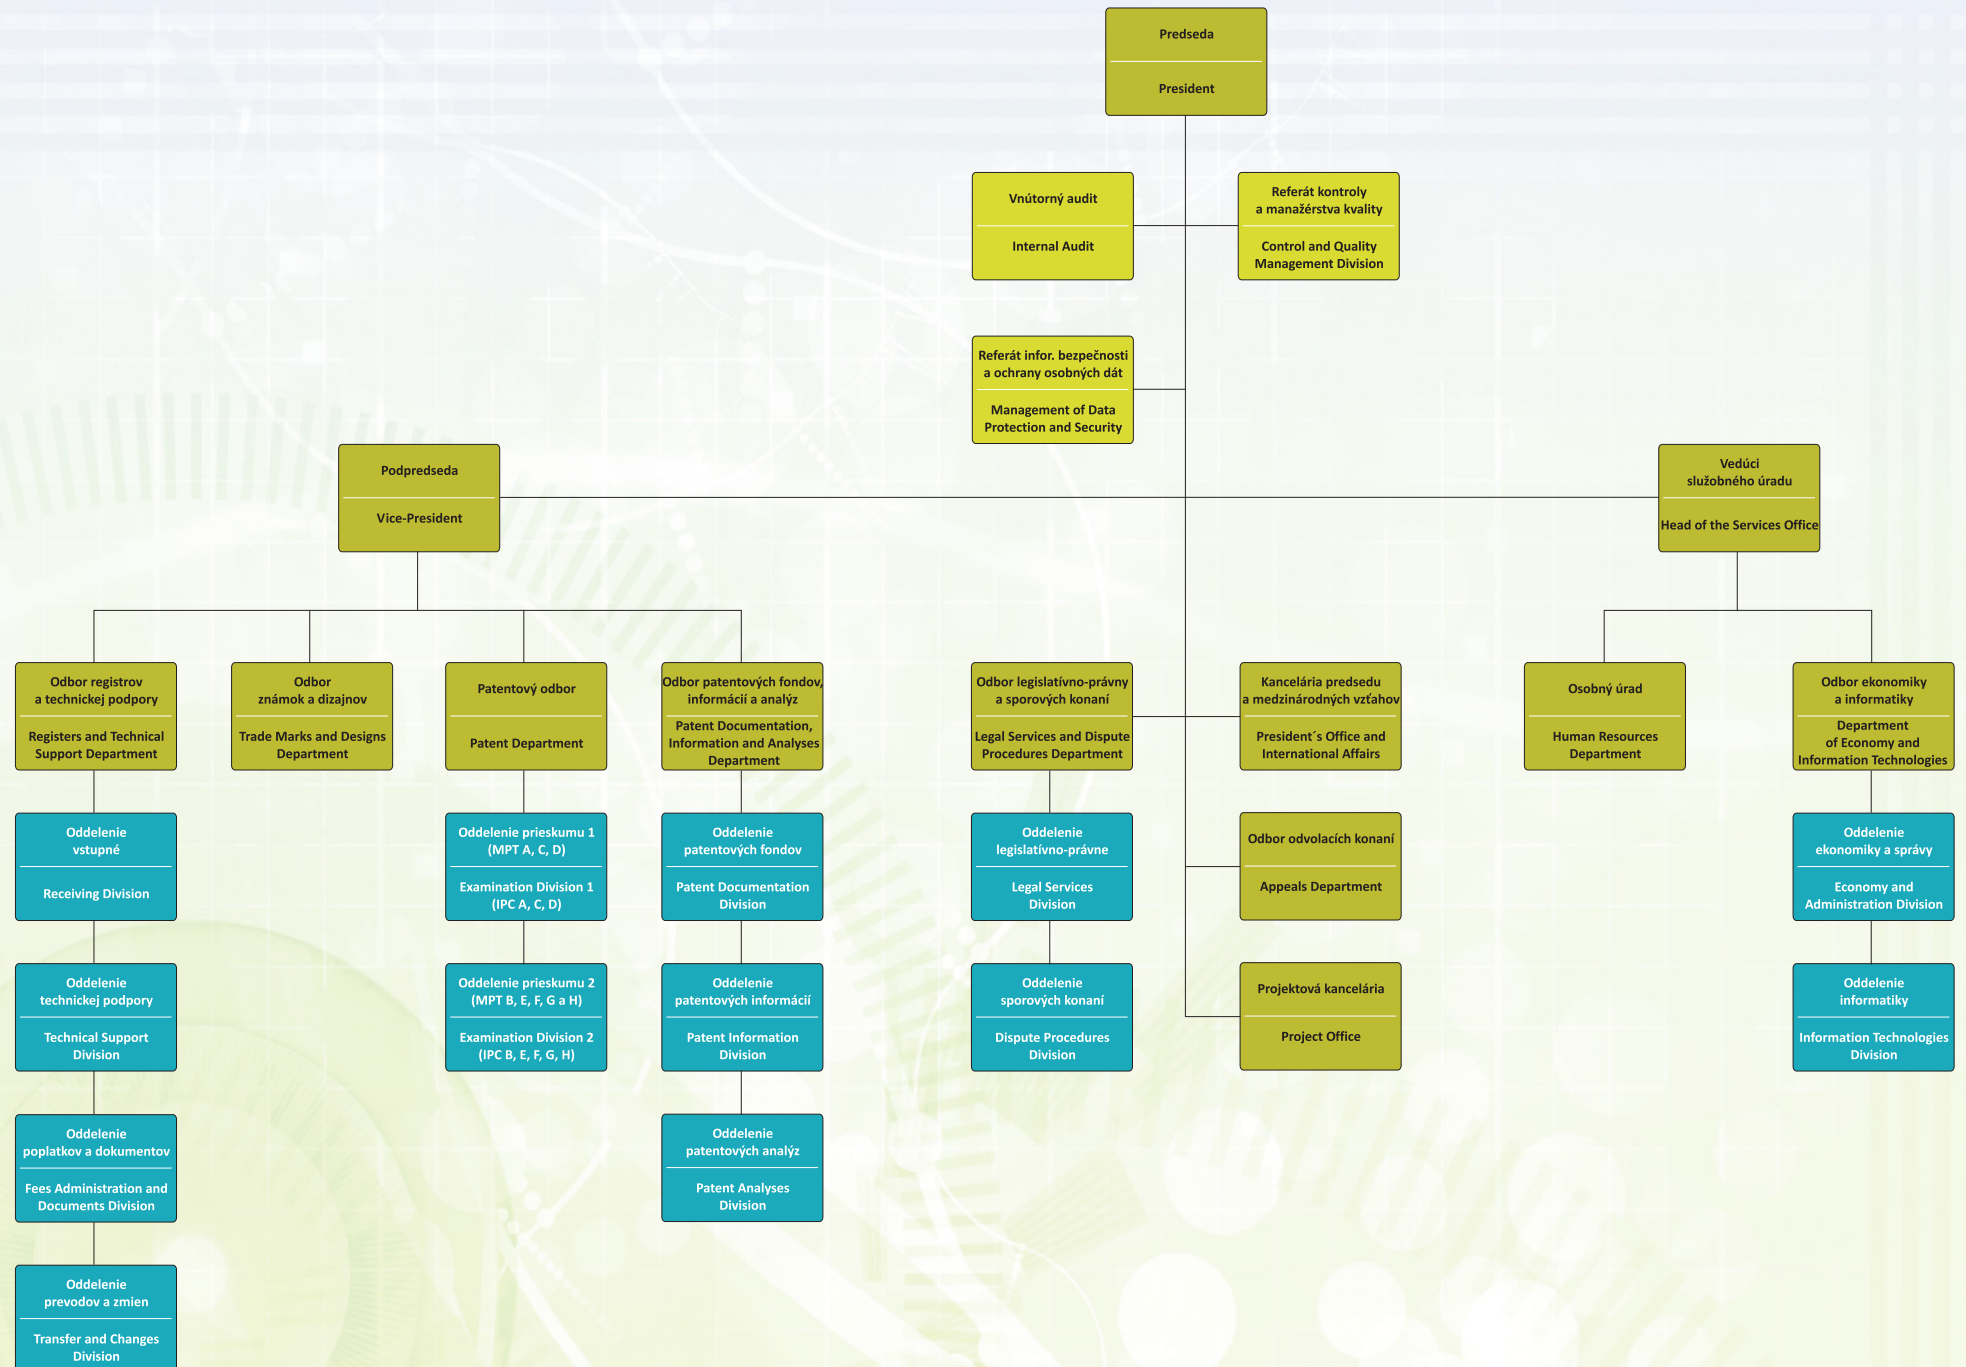 Predseda
President
Vnútorný audit
Internal Audit
Referát kontroly
a manažérstva kvality
Control and Quality
Management Division
Referát infor. bezpečnosti
a ochrany osobných dát
Management of Data
Protection and Security
Podpredseda
Vice-President
Vedúci
služobného úradu
Head of the Services Office
Odbor registrov
a technickej podpory
Registers and Technical
Support Department
Odbor
známok a dizajnov
Trade Marks and Designs
Department
Patentový odbor
Patent Department
Odbor patentových fondov,
informácií a analýz
Patent Documentation,
Information and Analyses
Department
Odbor legislatívno-právny
a sporových konaní
Legal Services and Dispute
Procedures Department
Kancelária predsedu
a medzinárodných vzťahov
President´s Office and
International Affairs
Osobný úrad
Human Resources
Department
Odbor ekonomiky
a informatiky
Department
of Economy and
Information Technologies
Oddelenie
vstupné
Receiving Division
Oddelenie prieskumu 1
(MPT A, C, D)
Examination Division 1
(IPC A, C, D)
Oddelenie
patentových fondov
Patent Documentation
Division
Oddelenie
legislatívno-právne
Legal Services
Division
Odbor odvolacích konaní
Appeals Department
Oddelenie
ekonomiky a správy
Economy and
Administration Division
Oddelenie
technickej podpory
Technical Support
Division
Oddelenie prieskumu 2
(MPT B, E, F, G a H)
Examination Division 2
(IPC B, E, F, G, H)
Oddelenie
patentových informácií
Patent Information
Division
Oddelenie
sporových konaní
Dispute Procedures
Division
Projektová kancelária
Project Office
Oddelenie
informatiky
Information Technologies
Division
Oddelenie
poplatkov a dokumentov
Fees Administration and
Documents Division
Oddelenie
patentových analýz
Patent Analyses
Division
Oddelenie
prevodov a zmien
Transfer and Changes
Division